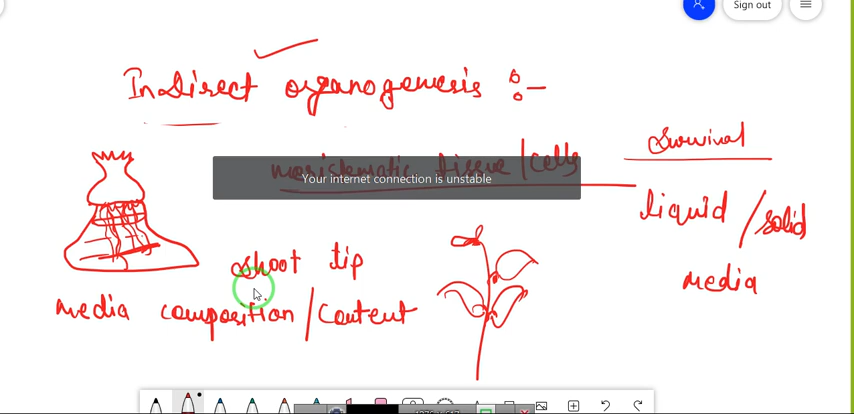 Sign out
Indirect organogenesis :-
Survival
meristematic tissue / cells
Your internet connection is unstable
liquid / solid
media
shoot tip
media composition / content